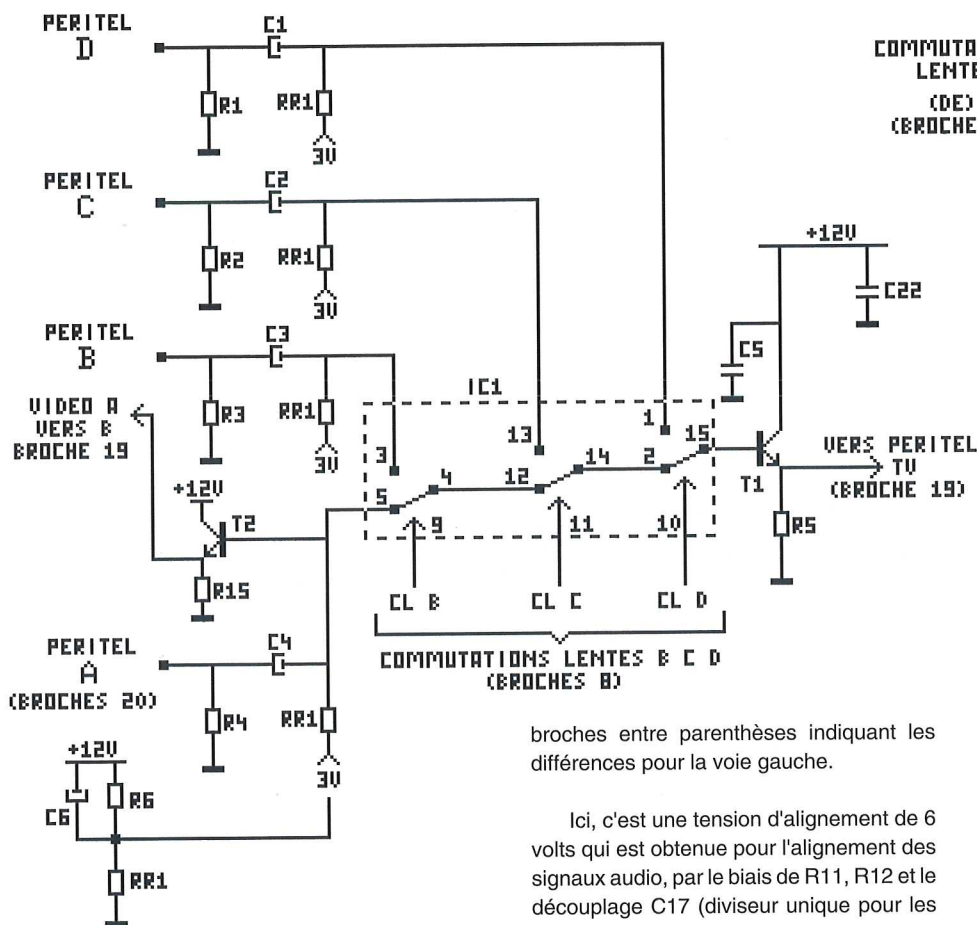 PERITEL
D
C1
R1
RR1
3V
COMMUTA
LENTE
(DE)
(BROCHE
PERITEL
C
C2
R2
RR1
3V
+12V
C22
C5
PERITEL
B
C3
R3
RR1
3V
VIDEO A
VERS B
BROCHE 19
+12V
T2
R15
IC1
3
5
4
9
13
12
14
11
1
2
15
10
T1
VERS PERITEL
TV
(BROCHE 19)
R5
CL B
CL C
CL D
COMMUTATIONS LENTES B C D
(BROCHES 8)
PERITEL
A
(BROCHES 20)
C4
R4
RR1
3V
+12V
C6
R6
RR1
broches entre parenthèses indiquant les
différences pour la voie gauche.
Ici, c'est une tension d'alignement de 6
volts qui est obtenue pour l'alignement des
signaux audio, par le biais de R11, R12 et le
découplage C17 (diviseur unique pour les